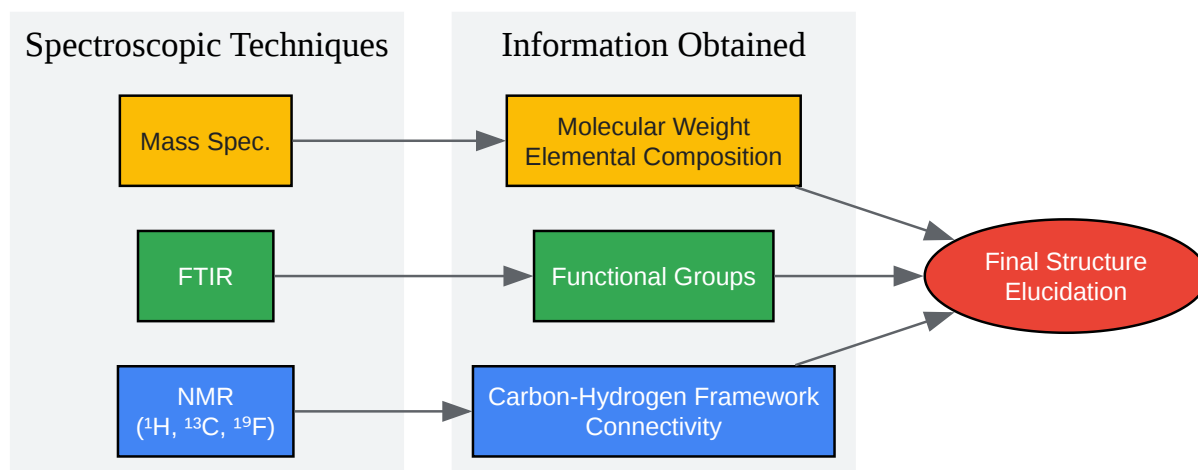 Spectroscopic Techniques
Information Obtained
Mass Spec.
Molecular Weight
Elemental Composition
FTIR
Functional Groups
Final Structure
Elucidation
NMR
(¹H, ¹³C, ¹⁹F)
Carbon-Hydrogen Framework
Connectivity